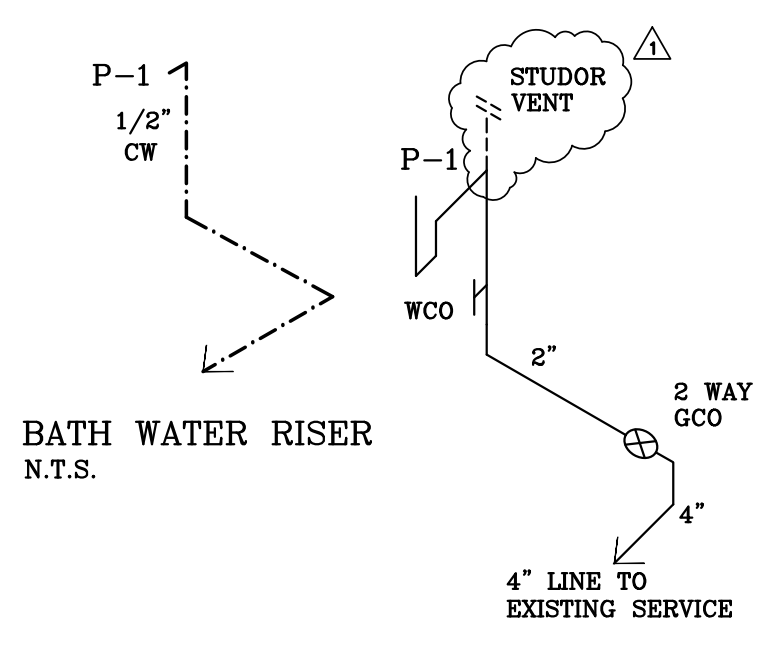 P-1
1/2"
CW
BATH WATER RISER
N.T.S.
1
STUDOR
VENT
P-1
WCO
2"
2 WAY
GCO
4"
4" LINE TO
EXISTING SERVICE